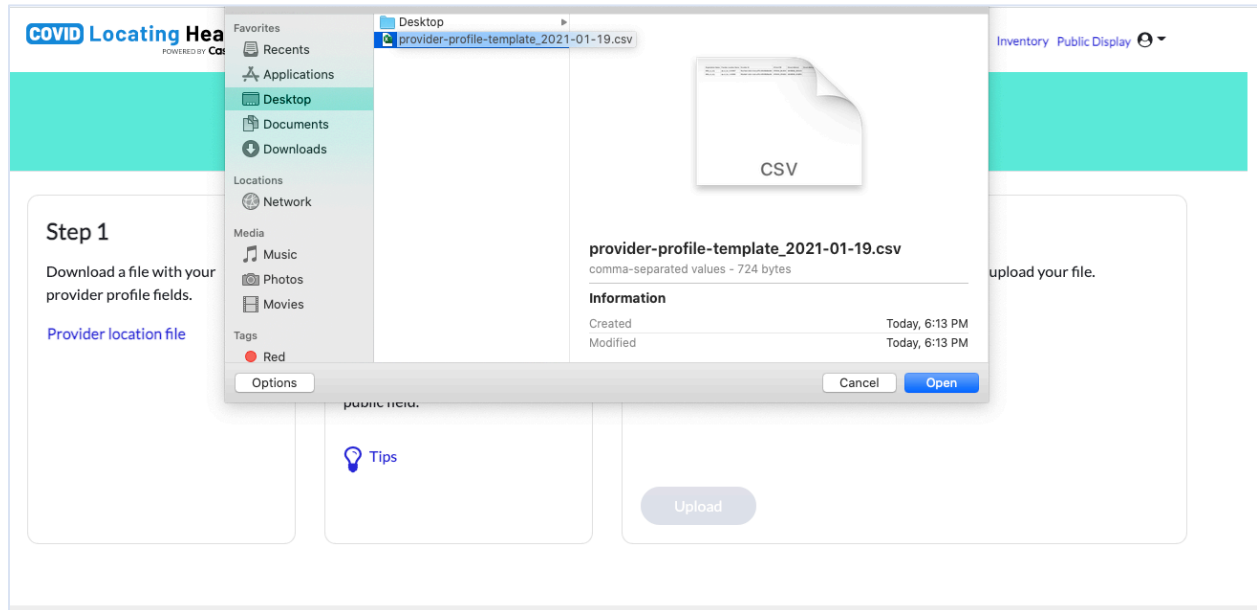 COVID Locating Hea
POWERED BY Cas
Inventory Public Display
Favorites
Recents
Applications
Desktop
Documents
Downloads
Locations
Network
Media
Music
Photos
Movies
Tags
Red
Desktop
provider-profile-template_2021-01-19.csv
CSV
provider-profile-template_2021-01-19.csv
comma-separated values - 724 bytes
Information
Created Today, 6:13 PM
Modified Today, 6:13 PM
Options
Cancel
Open
Step 1
Download a file with your
provider profile fields.
Provider location file
public field.
Tips
upload your file.
Upload